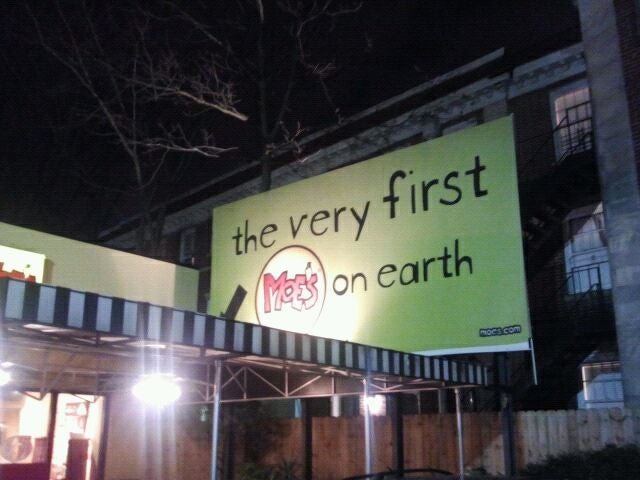 the very first
MOE'S on earth
moes.com